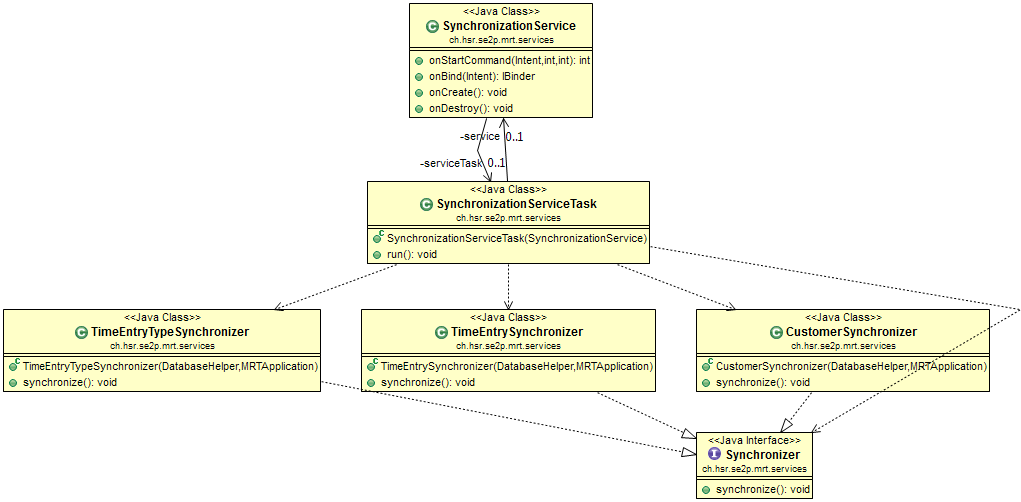 <<Java Class>>
C SynchronizationService
ch.hsr.se2p.mrt.services
onStartCommand(Intent,int,int): int
onBind(Intent): IBinder
onCreate(): void
onDestroy(): void
-service 0..1
-serviceTask 0..1
<<Java Class>>
C SynchronizationServiceTask
ch.hsr.se2p.mrt.services
c SynchronizationServiceTask(SynchronizationService)
run(): void
<<Java Class>>
C TimeEntryTypeSynchronizer
ch.hsr.se2p.mrt.services
c TimeEntryTypeSynchronizer(DatabaseHelper,MRTApplication)
synchronize(): void
<<Java Class>>
C TimeEntrySynchronizer
ch.hsr.se2p.mrt.services
c TimeEntrySynchronizer(DatabaseHelper,MRTApplication)
synchronize(): void
<<Java Class>>
C CustomerSynchronizer
ch.hsr.se2p.mrt.services
c CustomerSynchronizer(DatabaseHelper,MRTApplication)
synchronize(): void
<<Java Interface>>
I Synchronizer
ch.hsr.se2p.mrt.services
synchronize(): void